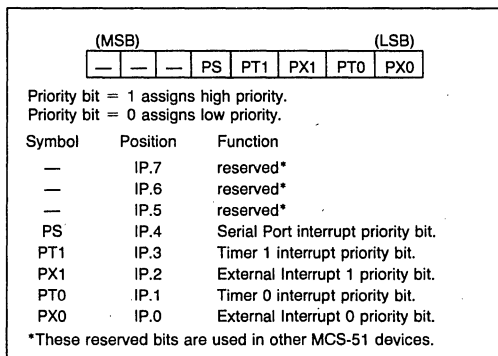 (MSB) (LSB)
— — — PS PT1 PX1 PT0 PX0
Priority bit = 1 assigns high priority.
Priority bit = 0 assigns low priority.
Symbol Position Function
— IP.7 reserved*
— IP.6 reserved*
— IP.5 reserved*
PS IP.4 Serial Port interrupt priority bit.
PT1 IP.3 Timer 1 interrupt priority bit.
PX1 IP.2 External Interrupt 1 priority bit.
PT0 IP.1 Timer 0 interrupt priority bit.
PX0 IP.0 External Interrupt 0 priority bit.
*These reserved bits are used in other MCS-51 devices.